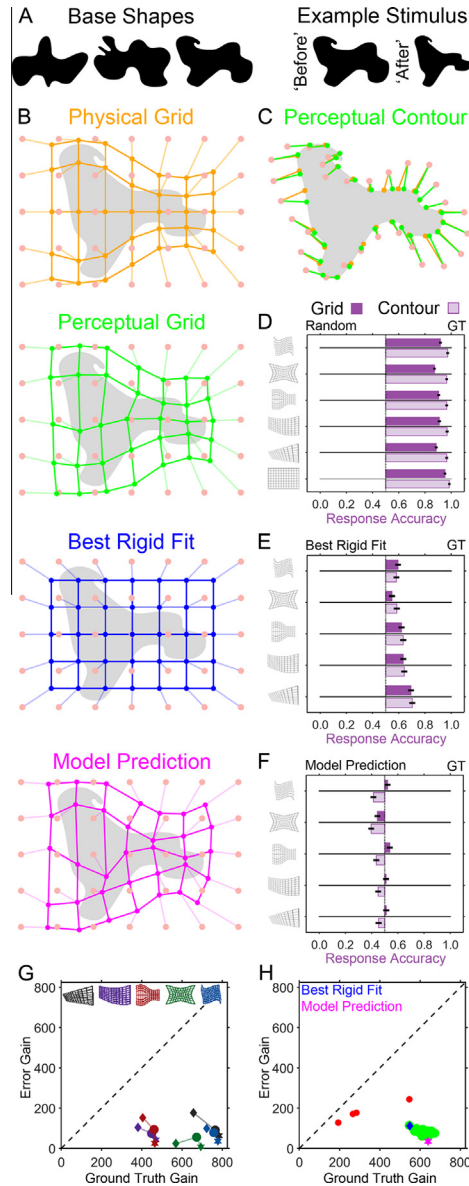 A Base Shapes
Example Stimulus
'Before'
'After'
B Physical Grid
C Perceptual Contour
Perceptual Grid
Grid Contour
D Random GT
0.0 0.2 0.4 0.6 0.8 1.0
Response Accuracy
Best Rigid Fit
E Best Rigid Fit GT
0.0 0.2 0.4 0.6 0.8 1.0
Response Accuracy
Model Prediction
F Model Prediction GT
0.0 0.2 0.4 0.6 0.8 1.0
Response Accuracy
G
800
600
400
200
0
0 200 400 600 800
Error Gain
Ground Truth Gain
H
Best Rigid Fit
Model Prediction
800
600
400
200
0
0 200 400 600 800
Error Gain
Ground Truth Gain